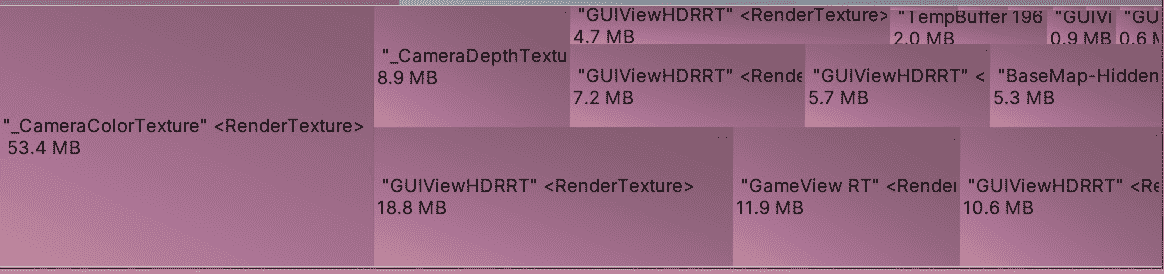 "_CameraColorTexture" <RenderTexture>
53.4 MB
"_CameraDepthTextu
8.9 MB
"GUIViewHDRRT" <RenderTexture>
4.7 MB
"TempBuffer 196
2.0 MB
"GUIVi
0.9 MB
"GU
0.6 M
"GUIViewHDRRT" <Rende
7.2 MB
"GUIViewHDRRT" <
5.7 MB
"BaseMap-Hidden
5.3 MB
"GUIViewHDRRT" <RenderTexture>
18.8 MB
"GameView RT" <Render
11.9 MB
"GUIViewHDRRT" <Re
10.6 MB